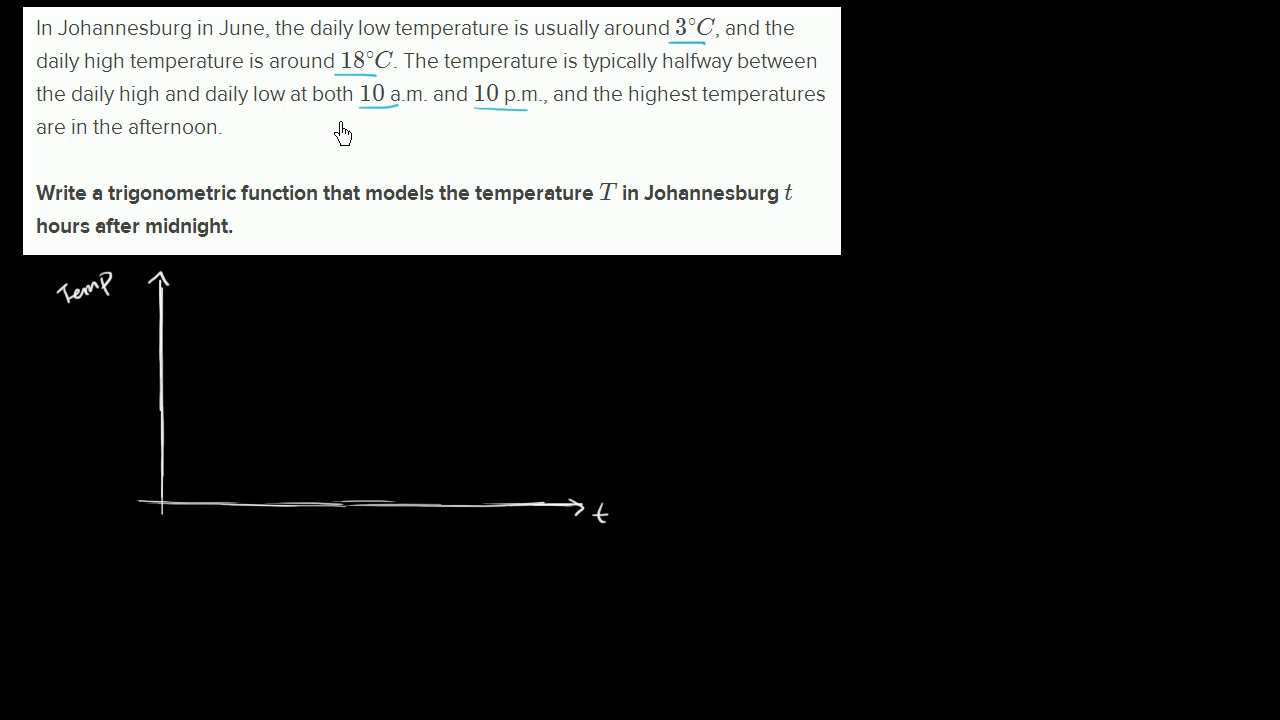 In Johannesburg in June, the daily low temperature is usually around 3°C, and the
daily high temperature is around 18°C. The temperature is typically halfway between
the daily high and daily low at both 10 a.m. and 10 p.m., and the highest temperatures
are in the afternoon.
Write a trigonometric function that models the temperature T in Johannesburg t
hours after midnight.
Temp
t